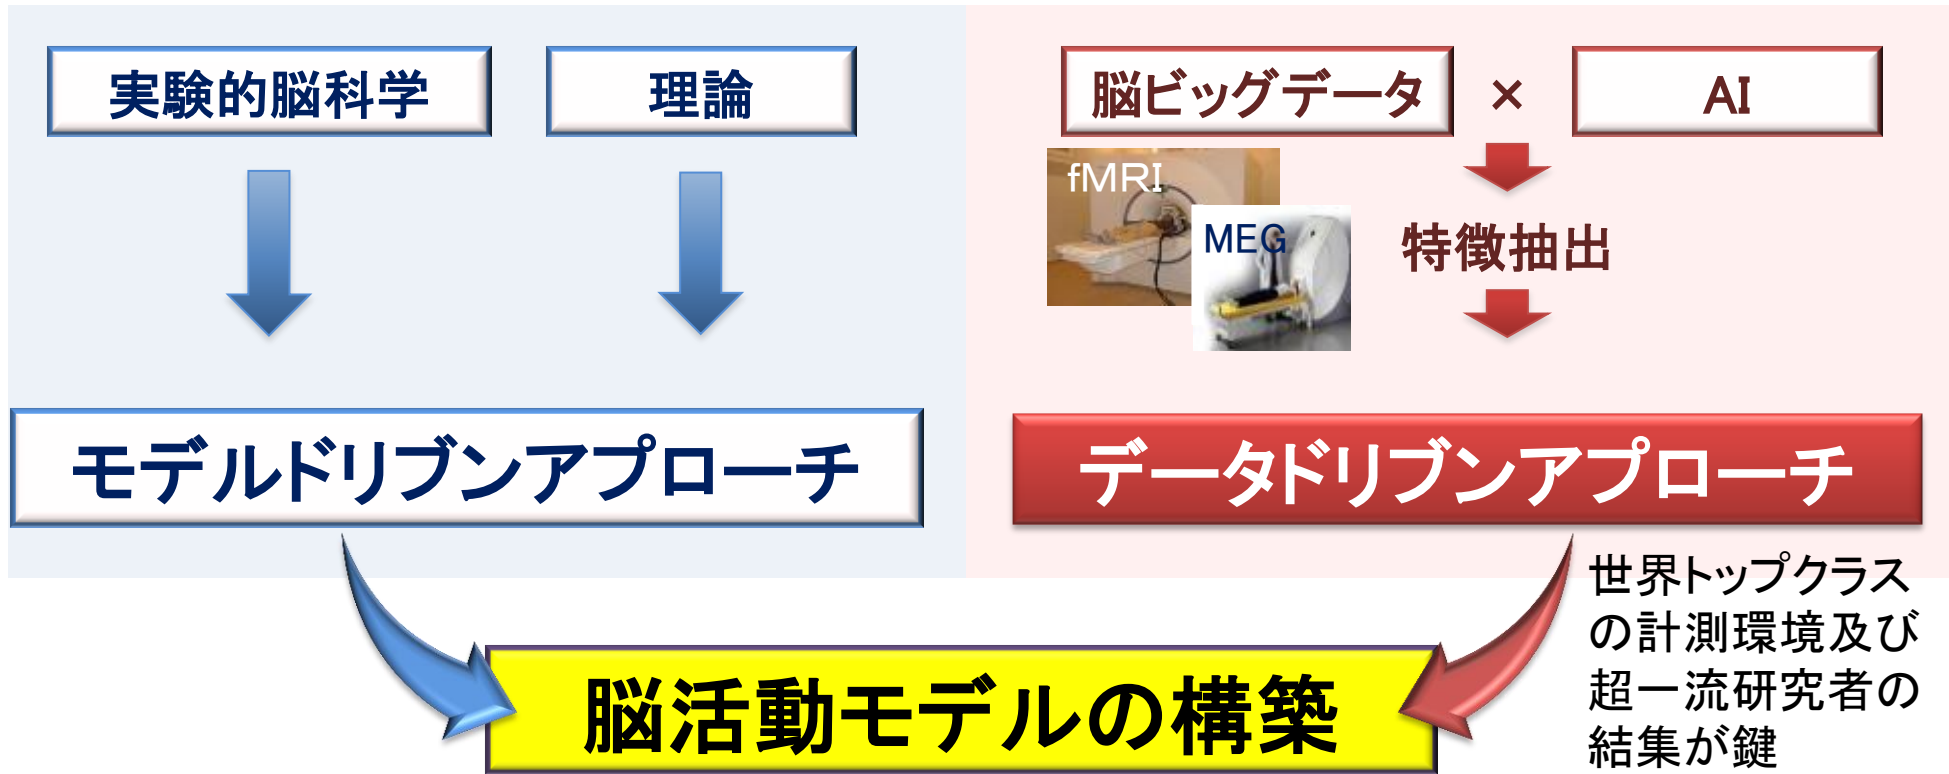 実験的脳科学
理論
脳ビッグデータ
×
AI
fMRI
MEG
特徴抽出
モデルドリブンアプローチ
データドリブンアプローチ
世界トップクラス
の計測環境及び
超一流研究者の
結集が鍵
脳活動モデルの構築